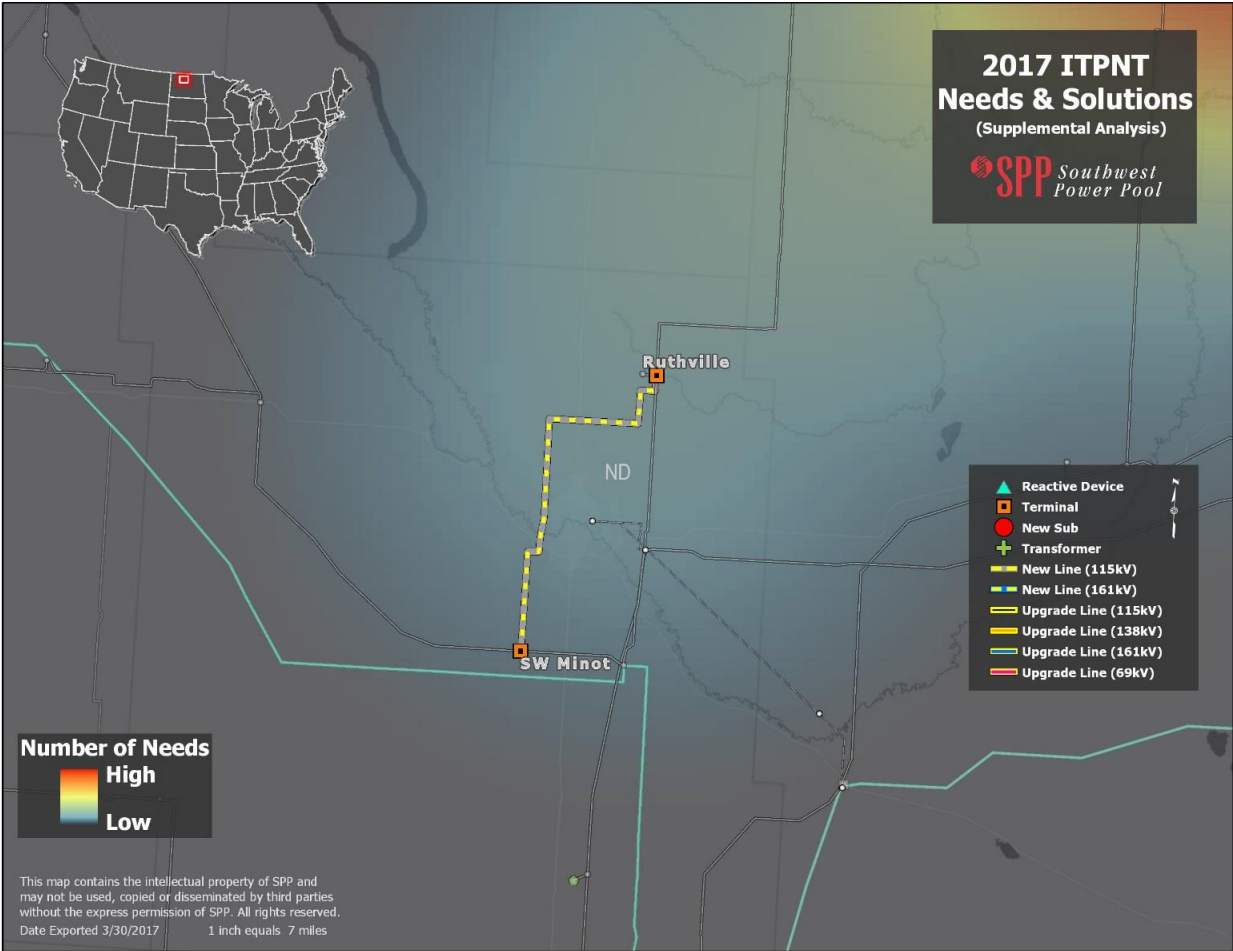 2017 ITPNT
Needs & Solutions
(Supplemental Analysis)
SPP Southwest
Power Pool
Ruthville
ND
SW Minot
N
Reactive Device
Terminal
New Sub
Transformer
New Line (115kV)
New Line (161kV)
Upgrade Line (115kV)
Upgrade Line (138kV)
Upgrade Line (161kV)
Upgrade Line (69kV)
Number of Needs
High
Low
This map contains the intellectual property of SPP and
may not be used, copied or disseminated by third parties
without the express permission of SPP. All rights reserved.
Date Exported 3/30/2017 1 inch equals 7 miles